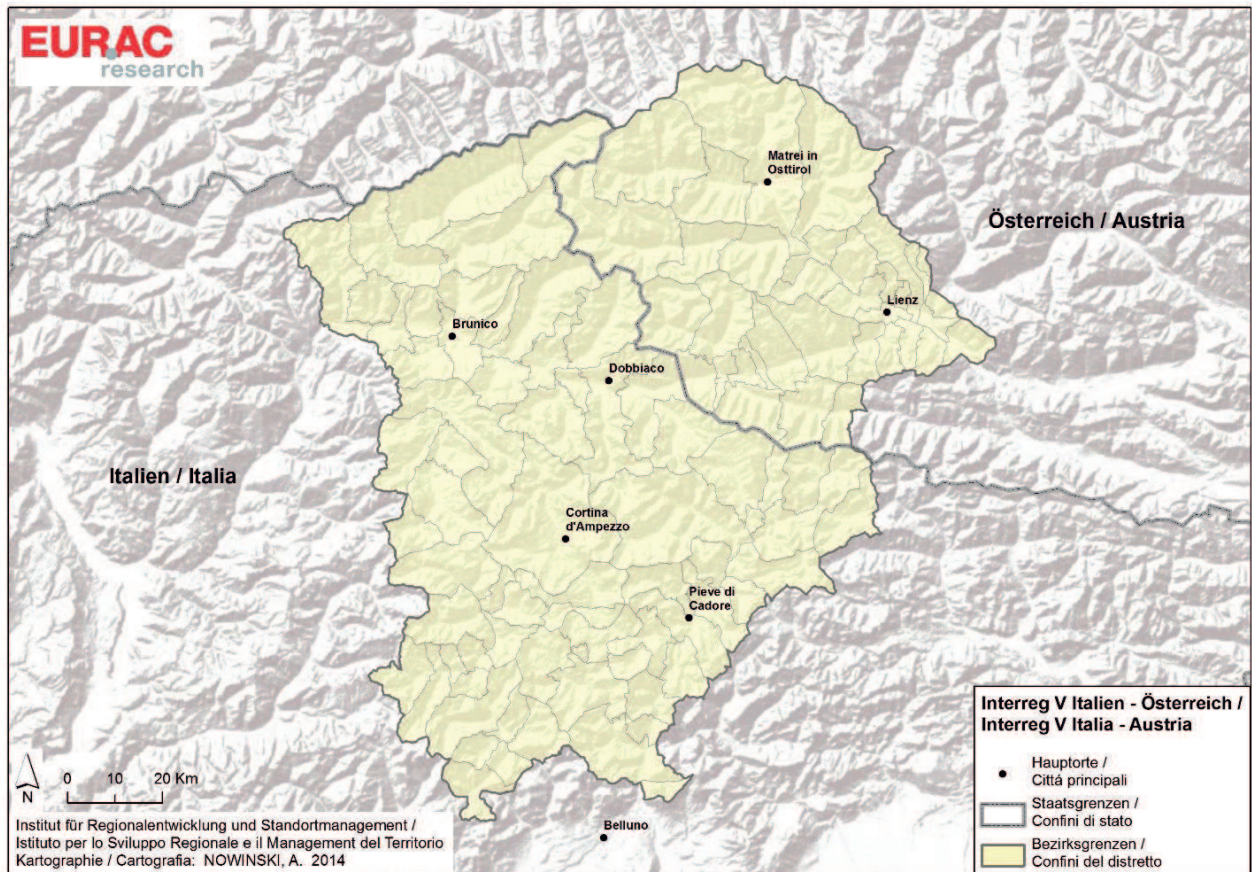 EURAC
research
Matrei in
Osttirol
Österreich / Austria
Lienz
Brunico
Dobbiaco
Italien / Italia
Cortina
d'Ampezzo
Pieve di
Cadore
Belluno
0 10 20 Km
N
Institut für Regionalentwicklung und Standortmanagement /
Istituto per lo Sviluppo Regionale e il Management del Territorio
Kartographie / Cartografia: NOWINSKI, A. 2014
Interreg V Italien - Österreich /
Interreg V Italia - Austria
Hauptorte /
Cittá principali
Staatsgrenzen /
Confini di stato
Bezirksgrenzen /
Confini del distretto